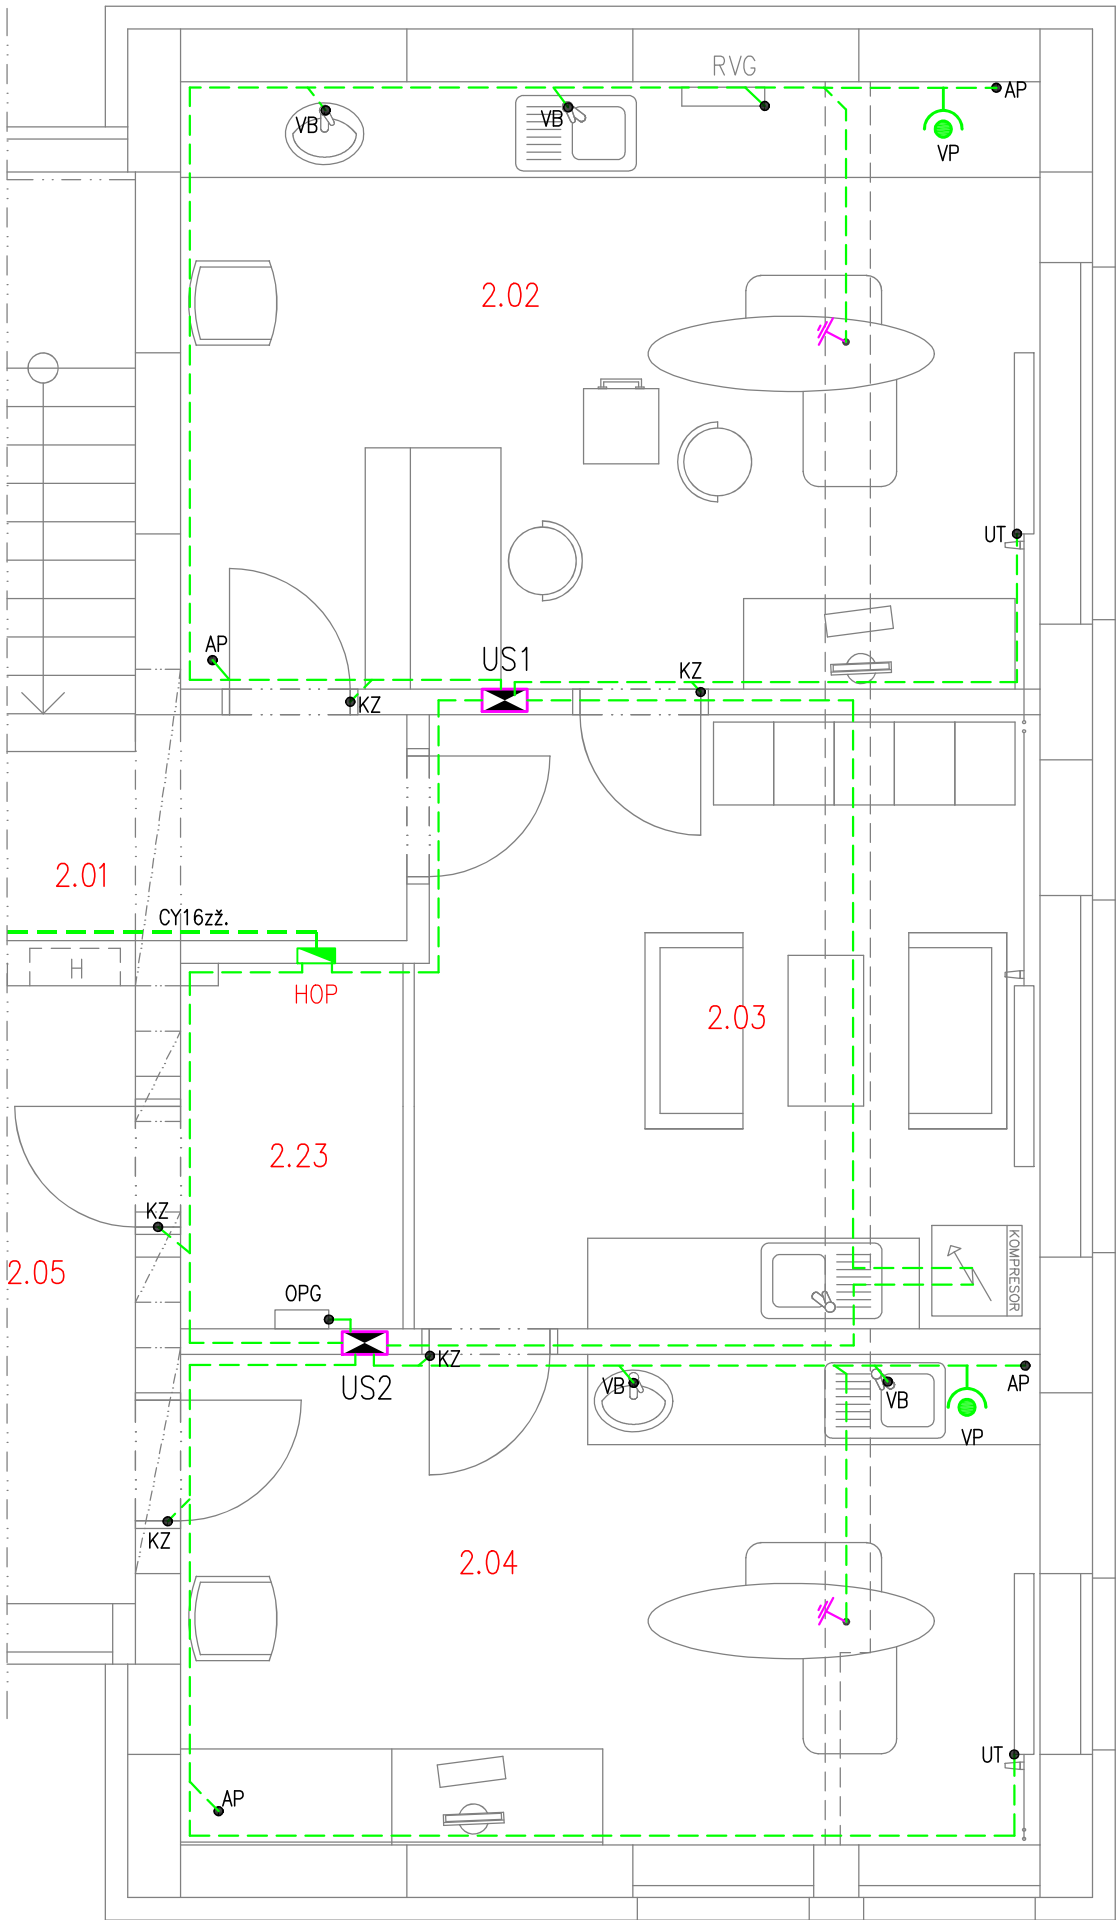 RVG
AP
VB
VB
VP
2.02
UT
AP
US1
KZ
KZ
2.01
CY16zž.
H
HOP
2.03
2.23
KZ
KOMPRESOR
2.05
OPG
KZ
US2
VB
VB
AP
VP
KZ
2.04
UT
AP